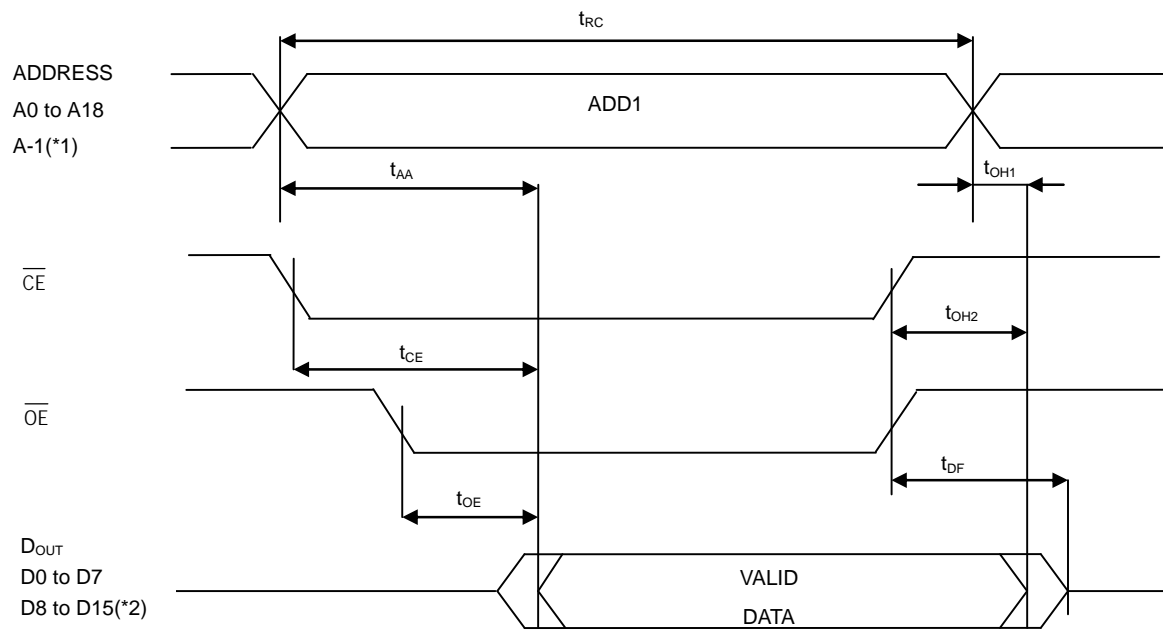 tRC
ADDRESS
A0 to A18
A-1(*1)
ADD1
tAA
tOH1
CE
tOH2
tCE
OE
tDF
tOE
DOUT
D0 to D7
D8 to D15(*2)
VALID
DATA